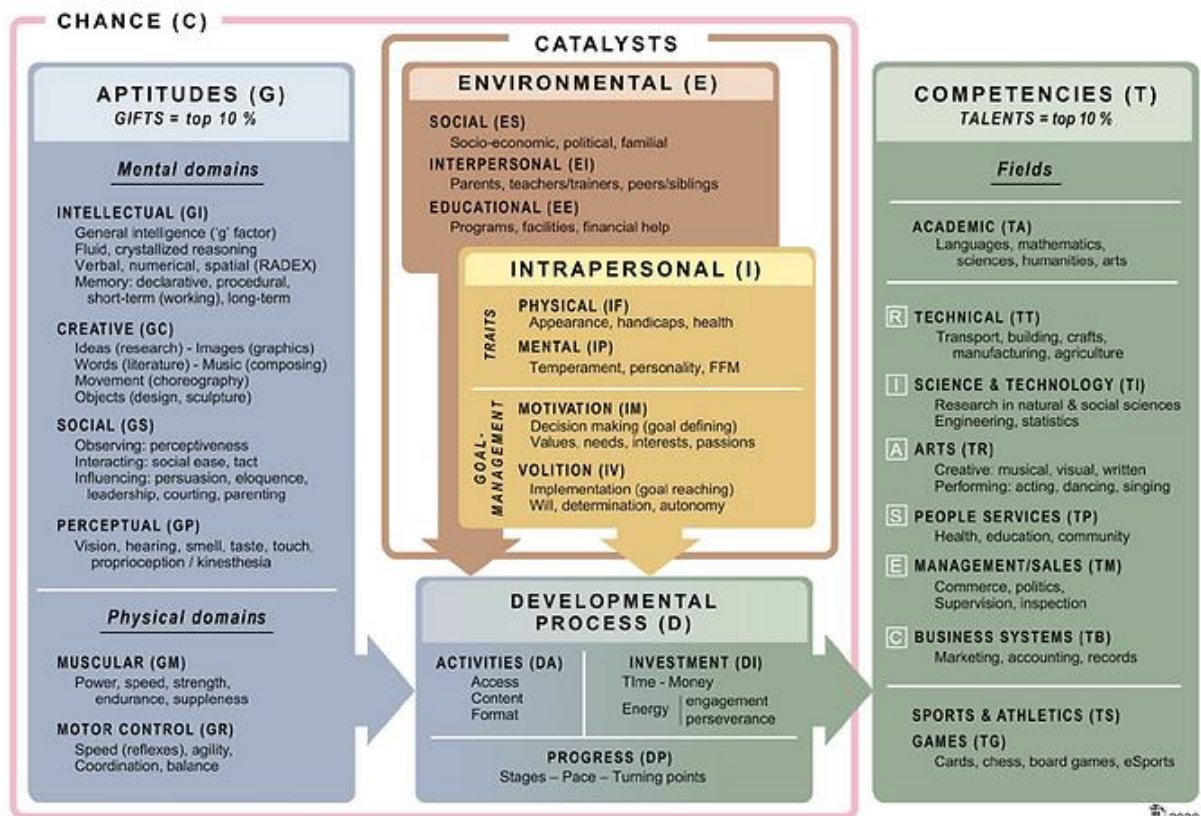 CHANCE (C)
APTITUDES (G)
GIFTS = top 10 %
Mental domains
INTELLECTUAL (GI)
General intelligence ('g' factor)
Fluid, crystallized reasoning
Verbal, numerical, spatial (RADEX)
Memory: declarative, procedural,
short-term (working), long-term
CREATIVE (GC)
Ideas (research) - Images (graphics)
Words (literature) - Music (composing)
Movement (choreography)
Objects (design, sculpture)
SOCIAL (GS)
Observing: perceptiveness
Interacting: social ease, tact
Influencing: persuasion, eloquence,
leadership, courting, parenting
PERCEPTUAL (GP)
Vision, hearing, smell, taste, touch,
proprioception / kinesthesia
Physical domains
MUSCULAR (GM)
Power, speed, strength,
endurance, suppleness
MOTOR CONTROL (GR)
Speed (reflexes), agility,
Coordination, balance
CATALYSTS
ENVIRONMENTAL (E)
SOCIAL (ES)
Socio-economic, political, familial
INTERPERSONAL (EI)
Parents, teachers/trainers, peers/siblings
EDUCATIONAL (EE)
Programs, facilities, financial help
INTRAPERSONAL (I)
TRAITS
PHYSICAL (IF)
Appearance, handicaps, health
MENTAL (IP)
Temperament, personality, FFM
GOAL-
MANAGEMENT
MOTIVATION (IM)
Decision making (goal defining)
Values, needs, interests, passions
VOLITION (IV)
Implementation (goal reaching)
Will, determination, autonomy
DEVELOPMENTAL
PROCESS (D)
ACTIVITIES (DA)
Access
Content
Format
INVESTMENT (DI)
TIme - Money
Energy engagement
perseverance
PROGRESS (DP)
Stages – Pace – Turning points
COMPETENCIES (T)
TALENTS = top 10 %
Fields
ACADEMIC (TA)
Languages, mathematics,
sciences, humanities, arts
R TECHNICAL (TT)
Transport, building, crafts,
manufacturing, agriculture
I SCIENCE & TECHNOLOGY (TI)
Research in natural & social sciences
Engineering, statistics
A ARTS (TR)
Creative: musical, visual, written
Performing: acting, dancing, singing
S PEOPLE SERVICES (TP)
Health, education, community
E MANAGEMENT/SALES (TM)
Commerce, politics,
Supervision, inspection
C BUSINESS SYSTEMS (TB)
Marketing, accounting, records
SPORTS & ATHLETICS (TS)
GAMES (TG)
Cards, chess, board games, eSports